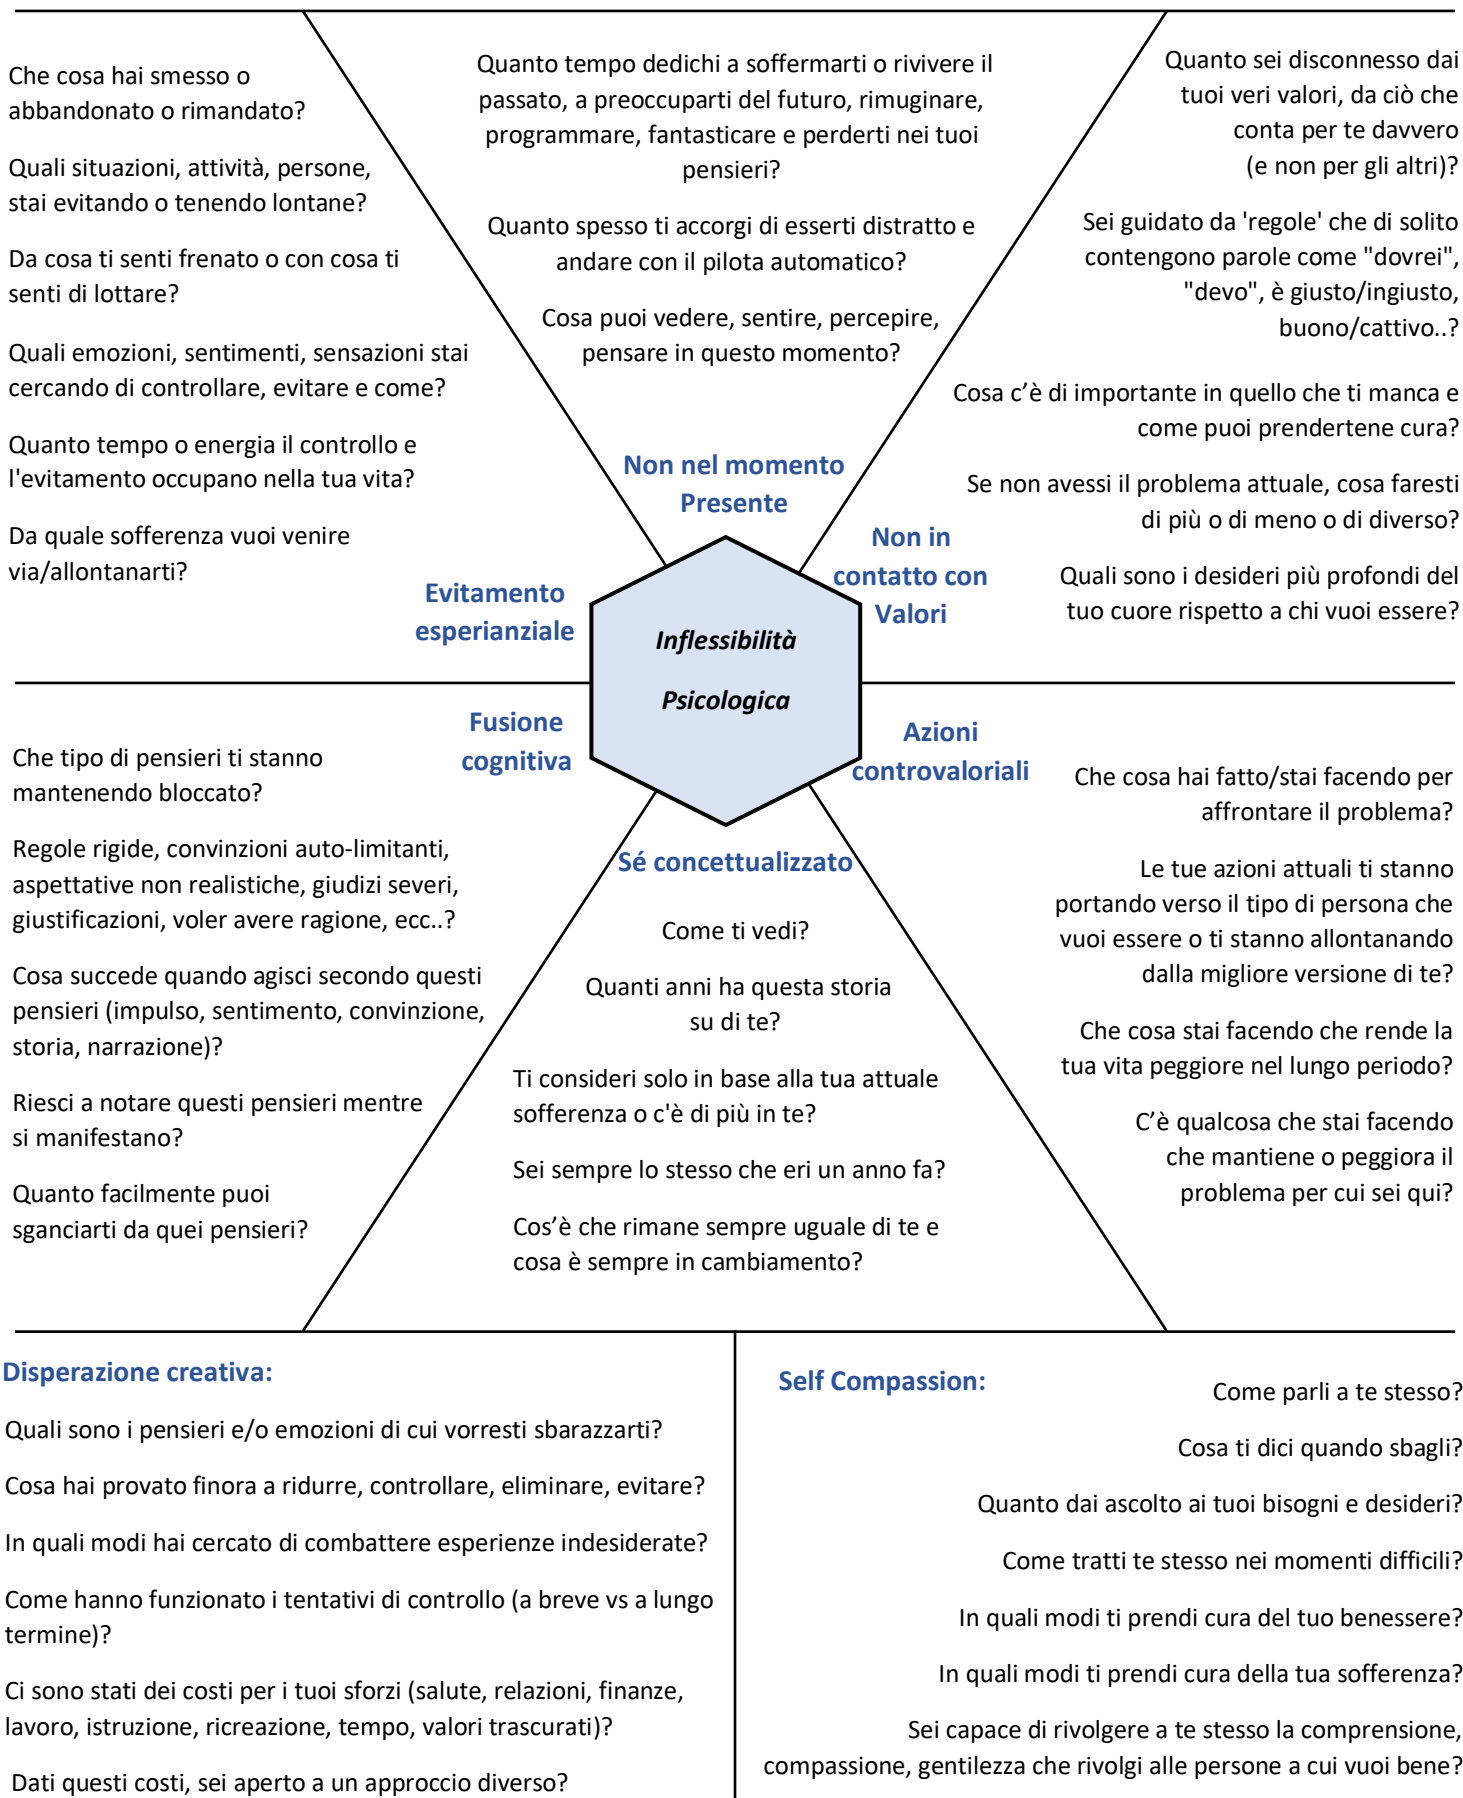 Che cosa hai smesso o
abbandonato o rimandato?
Quali situazioni, attività, persone,
stai evitando o tenendo lontane?
Da cosa ti senti frenato o con cosa ti
senti di lottare?
Quali emozioni, sentimenti, sensazioni stai
cercando di controllare, evitare e come?
Quanto tempo o energia il controllo e
l'evitamento occupano nella tua vita?
Da quale sofferenza vuoi venire
via/allontanarti?
Evitamento
esperianziale
Quanto tempo dedichi a soffermarti o rivivere il
passato, a preoccuparti del futuro, rimuginare,
programmare, fantasticare e perderti nei tuoi
pensieri?
Quanto spesso ti accorgi di esserti distratto e
andare con il pilota automatico?
Cosa puoi vedere, sentire, percepire,
pensare in questo momento?
Non nel momento
Presente
Quanto sei disconnesso dai
tuoi veri valori, da ciò che
conta per te davvero
(e non per gli altri)?
Sei guidato da 'regole' che di solito
contengono parole come "dovrei",
"devo", è giusto/ingiusto,
buono/cattivo..?
Cosa c’è di importante in quello che ti manca e
come puoi prendertene cura?
Se non avessi il problema attuale, cosa faresti
di più o di meno o di diverso?
Quali sono i desideri più profondi del
tuo cuore rispetto a chi vuoi essere?
Non in
contatto con
Valori
Inflessibilità
Psicologica
Fusione
cognitiva
Che tipo di pensieri ti stanno
mantenendo bloccato?
Regole rigide, convinzioni auto-limitanti,
aspettative non realistiche, giudizi severi,
giustificazioni, voler avere ragione, ecc..?
Cosa succede quando agisci secondo questi
pensieri (impulso, sentimento, convinzione,
storia, narrazione)?
Riesci a notare questi pensieri mentre
si manifestano?
Quanto facilmente puoi
sganciarti da quei pensieri?
Sé concettualizzato
Come ti vedi?
Quanti anni ha questa storia
su di te?
Ti consideri solo in base alla tua attuale
sofferenza o c'è di più in te?
Sei sempre lo stesso che eri un anno fa?
Cos’è che rimane sempre uguale di te e
cosa è sempre in cambiamento?
Azioni
controvaloriali
Che cosa hai fatto/stai facendo per
affrontare il problema?
Le tue azioni attuali ti stanno
portando verso il tipo di persona che
vuoi essere o ti stanno allontanando
dalla migliore versione di te?
Che cosa stai facendo che rende la
tua vita peggiore nel lungo periodo?
C’è qualcosa che stai facendo
che mantiene o peggiora il
problema per cui sei qui?
Disperazione creativa:
Quali sono i pensieri e/o emozioni di cui vorresti sbarazzarti?
Cosa hai provato finora a ridurre, controllare, eliminare, evitare?
In quali modi hai cercato di combattere esperienze indesiderate?
Come hanno funzionato i tentativi di controllo (a breve vs a lungo
termine)?
Ci sono stati dei costi per i tuoi sforzi (salute, relazioni, finanze,
lavoro, istruzione, ricreazione, tempo, valori trascurati)?
Dati questi costi, sei aperto a un approccio diverso?
Self Compassion:
Come parli a te stesso?
Cosa ti dici quando sbagli?
Quanto dai ascolto ai tuoi bisogni e desideri?
Come tratti te stesso nei momenti difficili?
In quali modi ti prendi cura del tuo benessere?
In quali modi ti prendi cura della tua sofferenza?
Sei capace di rivolgere a te stesso la comprensione,
compassione, gentilezza che rivolgi alle persone a cui vuoi bene?